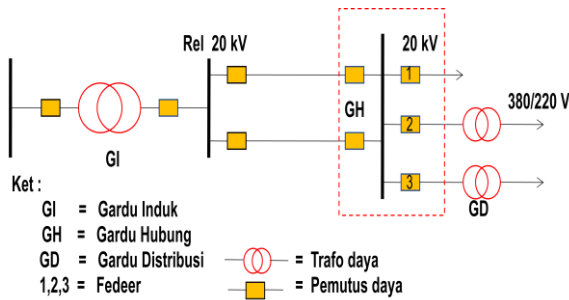 Rel 20 kV
20 kV
1
GH
380/220 V
2
GI
3
GD
Ket :
GI = Gardu Induk
GH = Gardu Hubung
GD = Gardu Distribusi
= Trafo daya
1,2,3 = Fedeer
= Pemutus daya